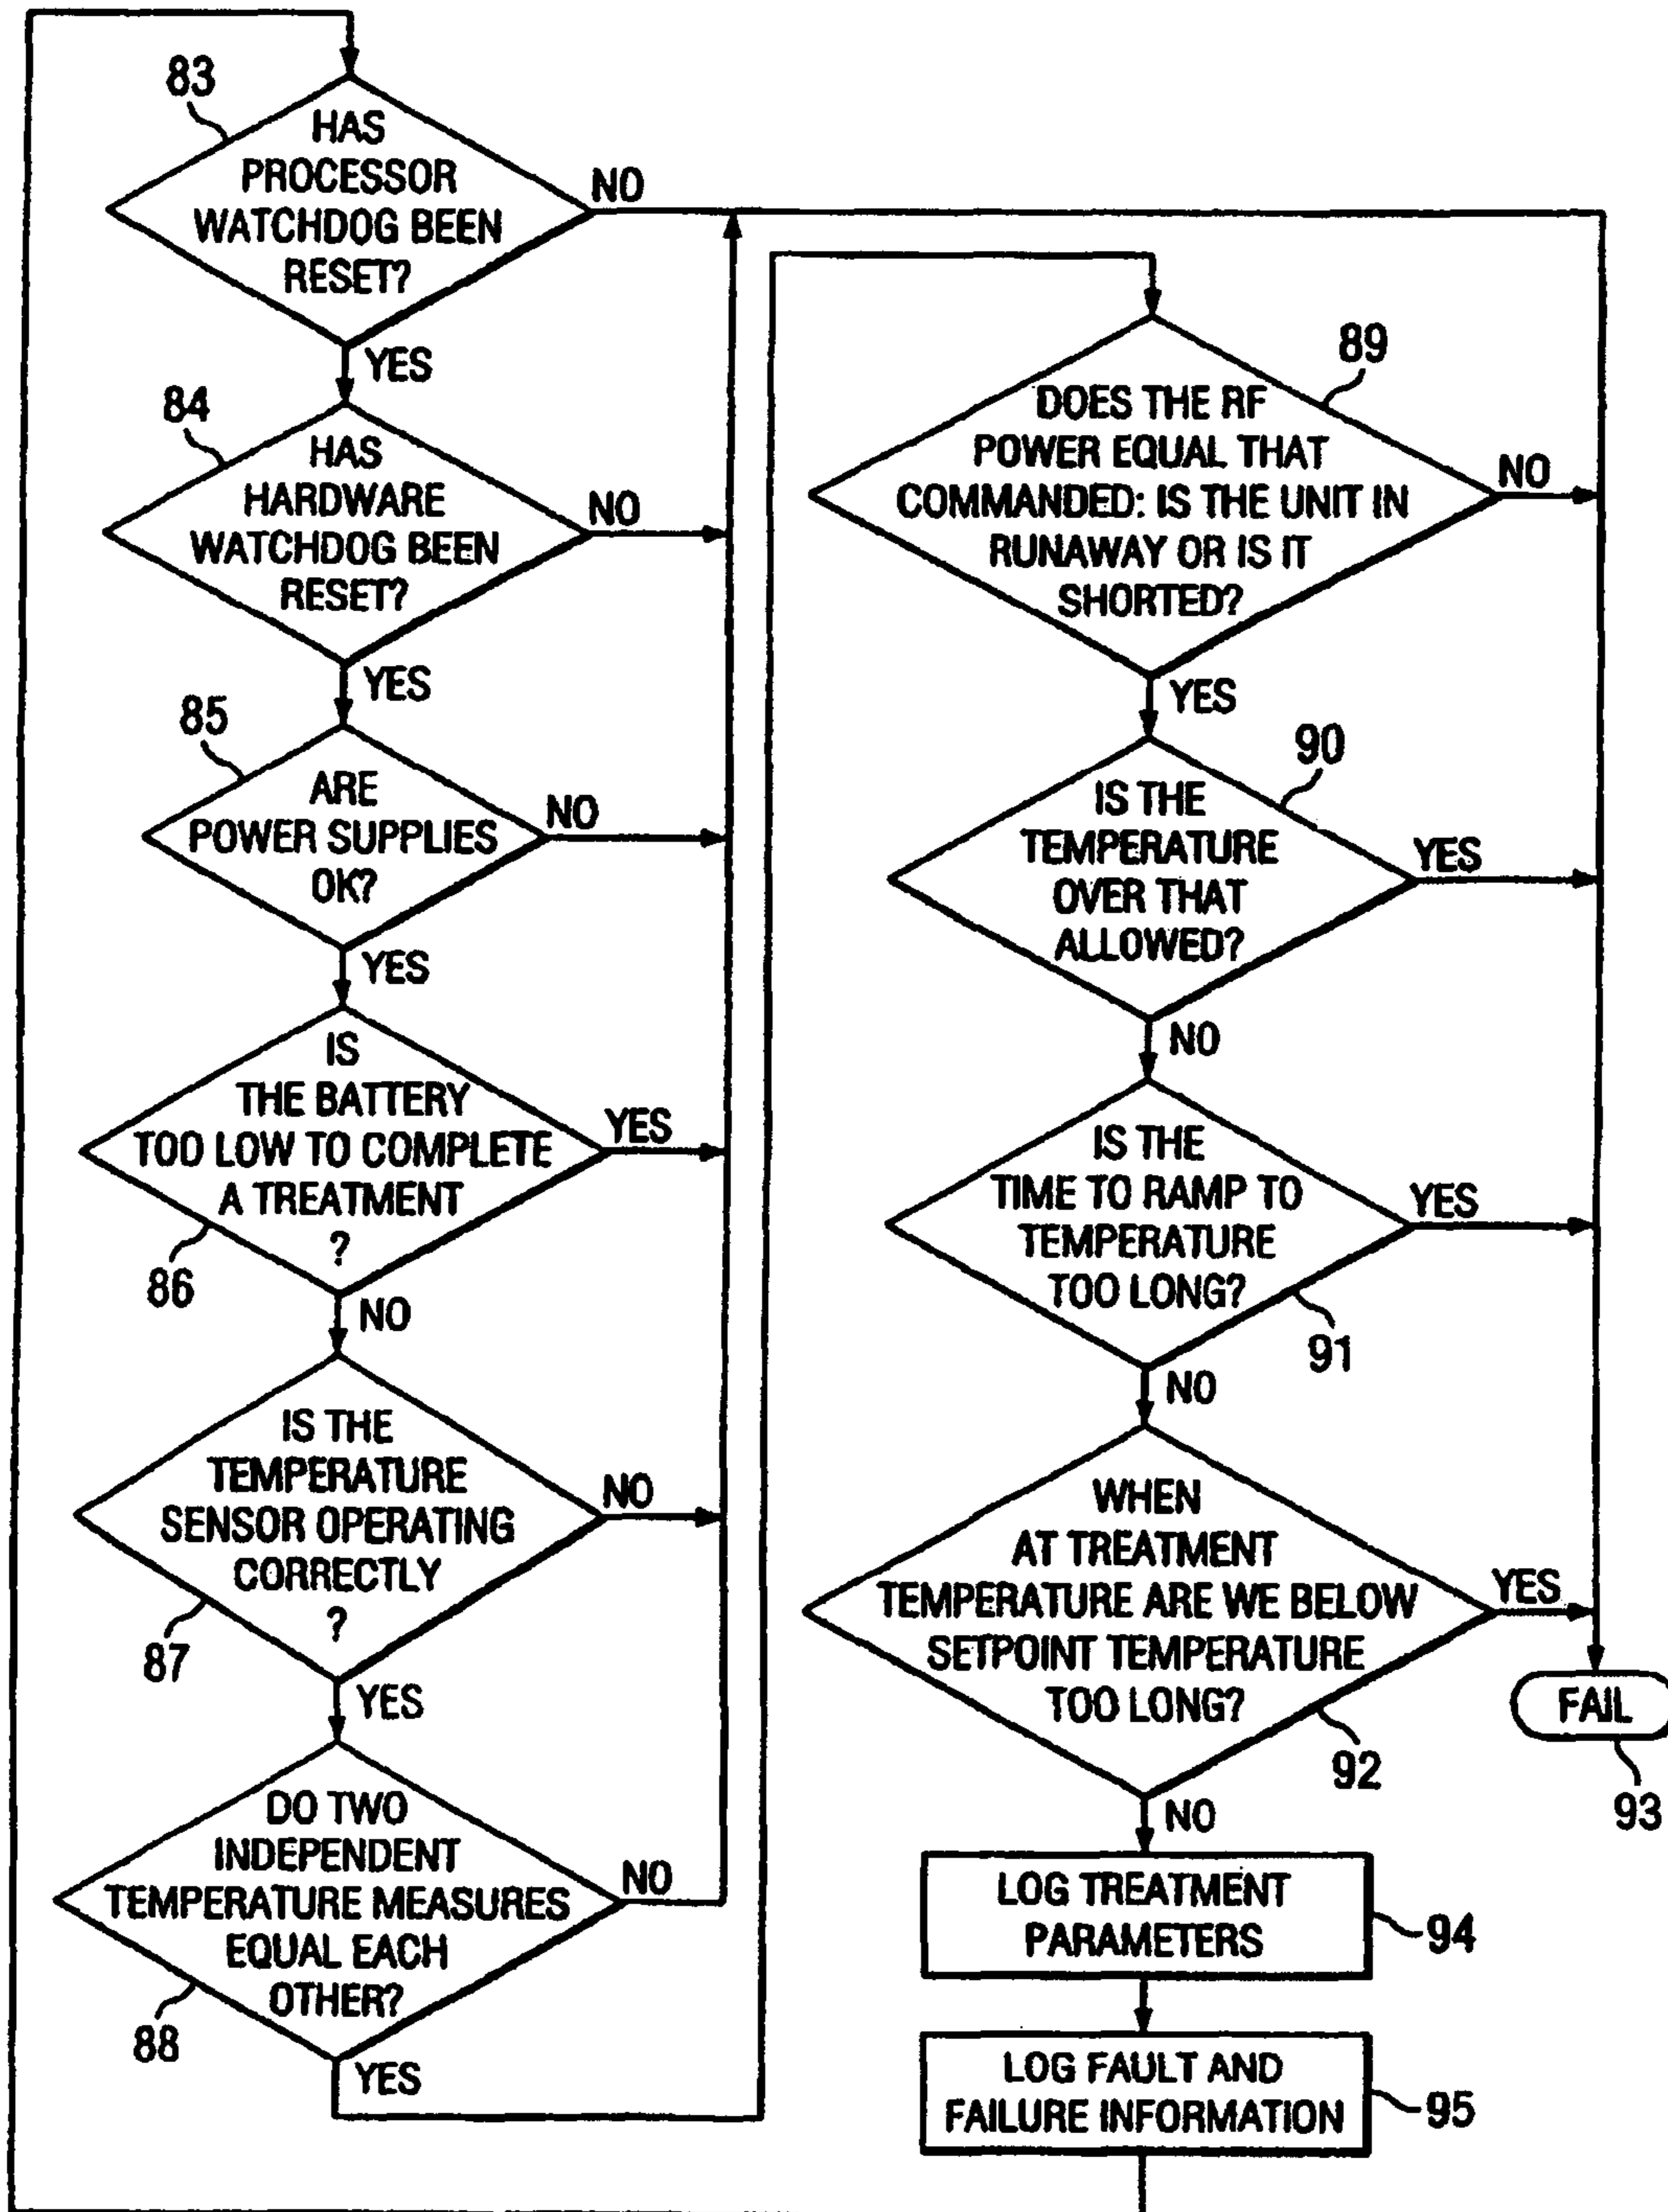 83
HAS
PROCESSOR
WATCHDOG BEEN
RESET?
NO
YES
84
HAS
HARDWARE
WATCHDOG BEEN
RESET?
NO
YES
85
ARE
POWER SUPPLIES
OK?
NO
YES
IS
THE BATTERY
TOO LOW TO COMPLETE
A TREATMENT
?
YES
86
NO
IS THE
TEMPERATURE
SENSOR OPERATING
CORRECTLY
?
NO
87
YES
DO TWO
INDEPENDENT
TEMPERATURE MEASURES
EQUAL EACH
OTHER?
NO
88
YES
89
DOES THE RF
POWER EQUAL THAT
COMMANDED: IS THE UNIT IN
RUNAWAY OR IS IT
SHORTED?
NO
YES
90
IS THE
TEMPERATURE
OVER THAT
ALLOWED?
YES
NO
IS THE
TIME TO RAMP TO
TEMPERATURE
TOO LONG?
YES
91
NO
WHEN
AT TREATMENT
TEMPERATURE ARE WE BELOW
SETPOINT TEMPERATURE
TOO LONG?
YES
92
NO
FAIL
93
LOG TREATMENT
PARAMETERS
94
LOG FAULT AND
FAILURE INFORMATION
95